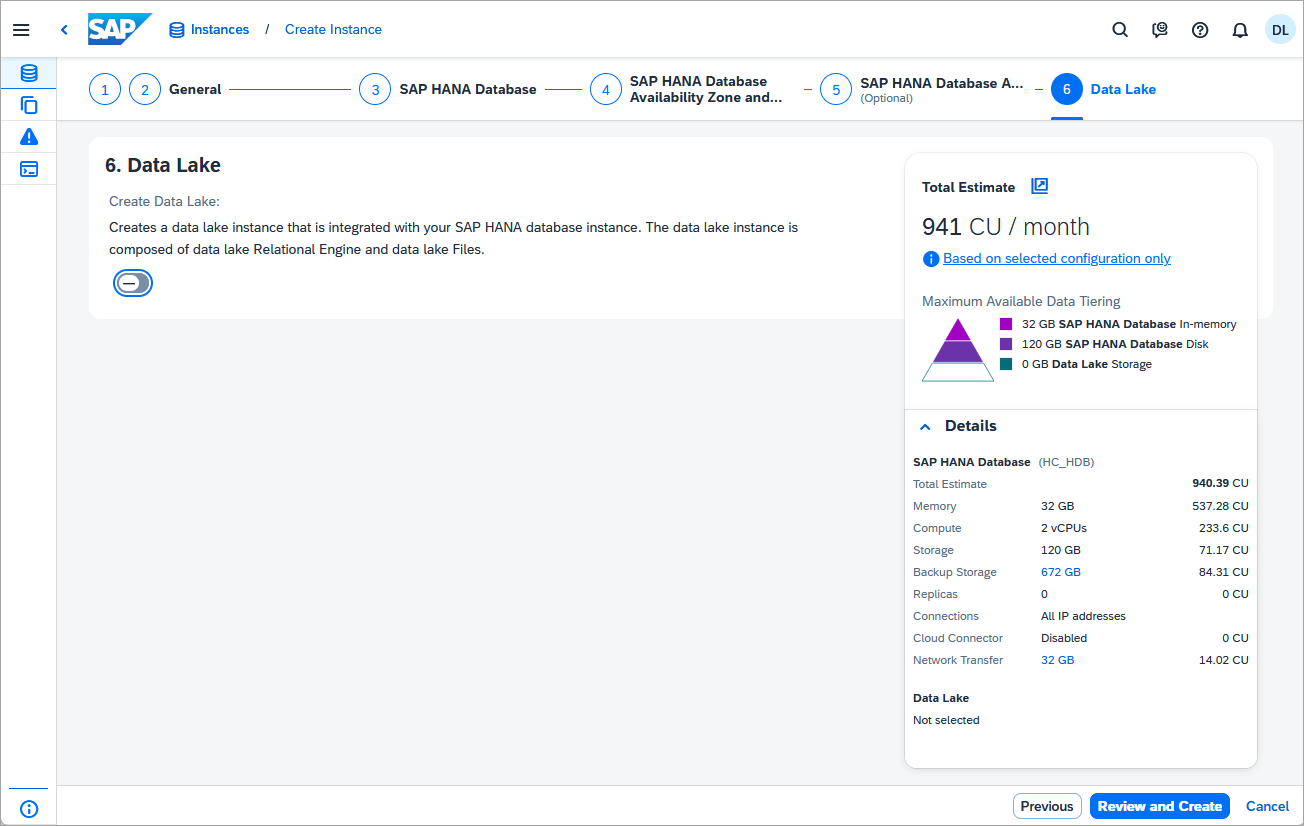 SAP
Instances / Create Instance
DL
1 2 General
3 SAP HANA Database
4 SAP HANA Database
Availability Zone and...
5 SAP HANA Database A...
(Optional)
6 Data Lake
6. Data Lake
Create Data Lake:
Creates a data lake instance that is integrated with your SAP HANA database instance. The data lake instance is
composed of data lake Relational Engine and data lake Files.
Total Estimate
941 CU / month
Based on selected configuration only
Maximum Available Data Tiering
32 GB SAP HANA Database In-memory
120 GB SAP HANA Database Disk
0 GB Data Lake Storage
Details
SAP HANA Database (HC_HDB)
Total Estimate 940.39 CU
Memory 32 GB 537.28 CU
Compute 2 vCPUs 233.6 CU
Storage 120 GB 71.17 CU
Backup Storage 672 GB 84.31 CU
Replicas 0 0 CU
Connections All IP addresses
Cloud Connector Disabled 0 CU
Network Transfer 32 GB 14.02 CU
Data Lake
Not selected
Previous Review and Create Cancel